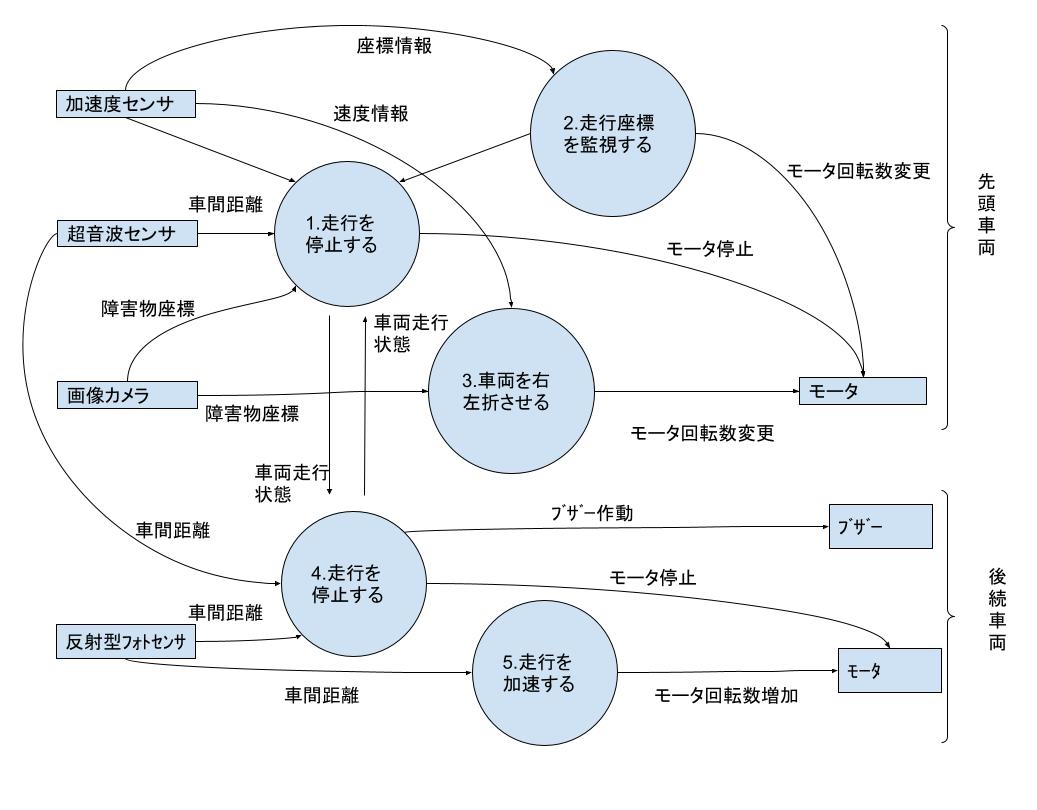 座標情報
加速度センサ
速度情報
2.走行座標
を監視する
モータ回転数変更
先
頭
車
両
車間距離
超音波センサ
1.走行を
停止する
モータ停止
障害物座標
車両走行
状態
画像カメラ
障害物座標
3.車両を右
左折させる
モータ
モータ回転数変更
車両走行
状態
車間距離
ﾌﾞｻﾞｰ作動
ﾌﾞｻﾞｰ
4.走行を
停止する
モータ停止
後
続
車
両
車間距離
反射型ﾌｫﾄｾﾝｻ
5.走行を
加速する
ﾓｰﾀ
車間距離
モータ回転数増加